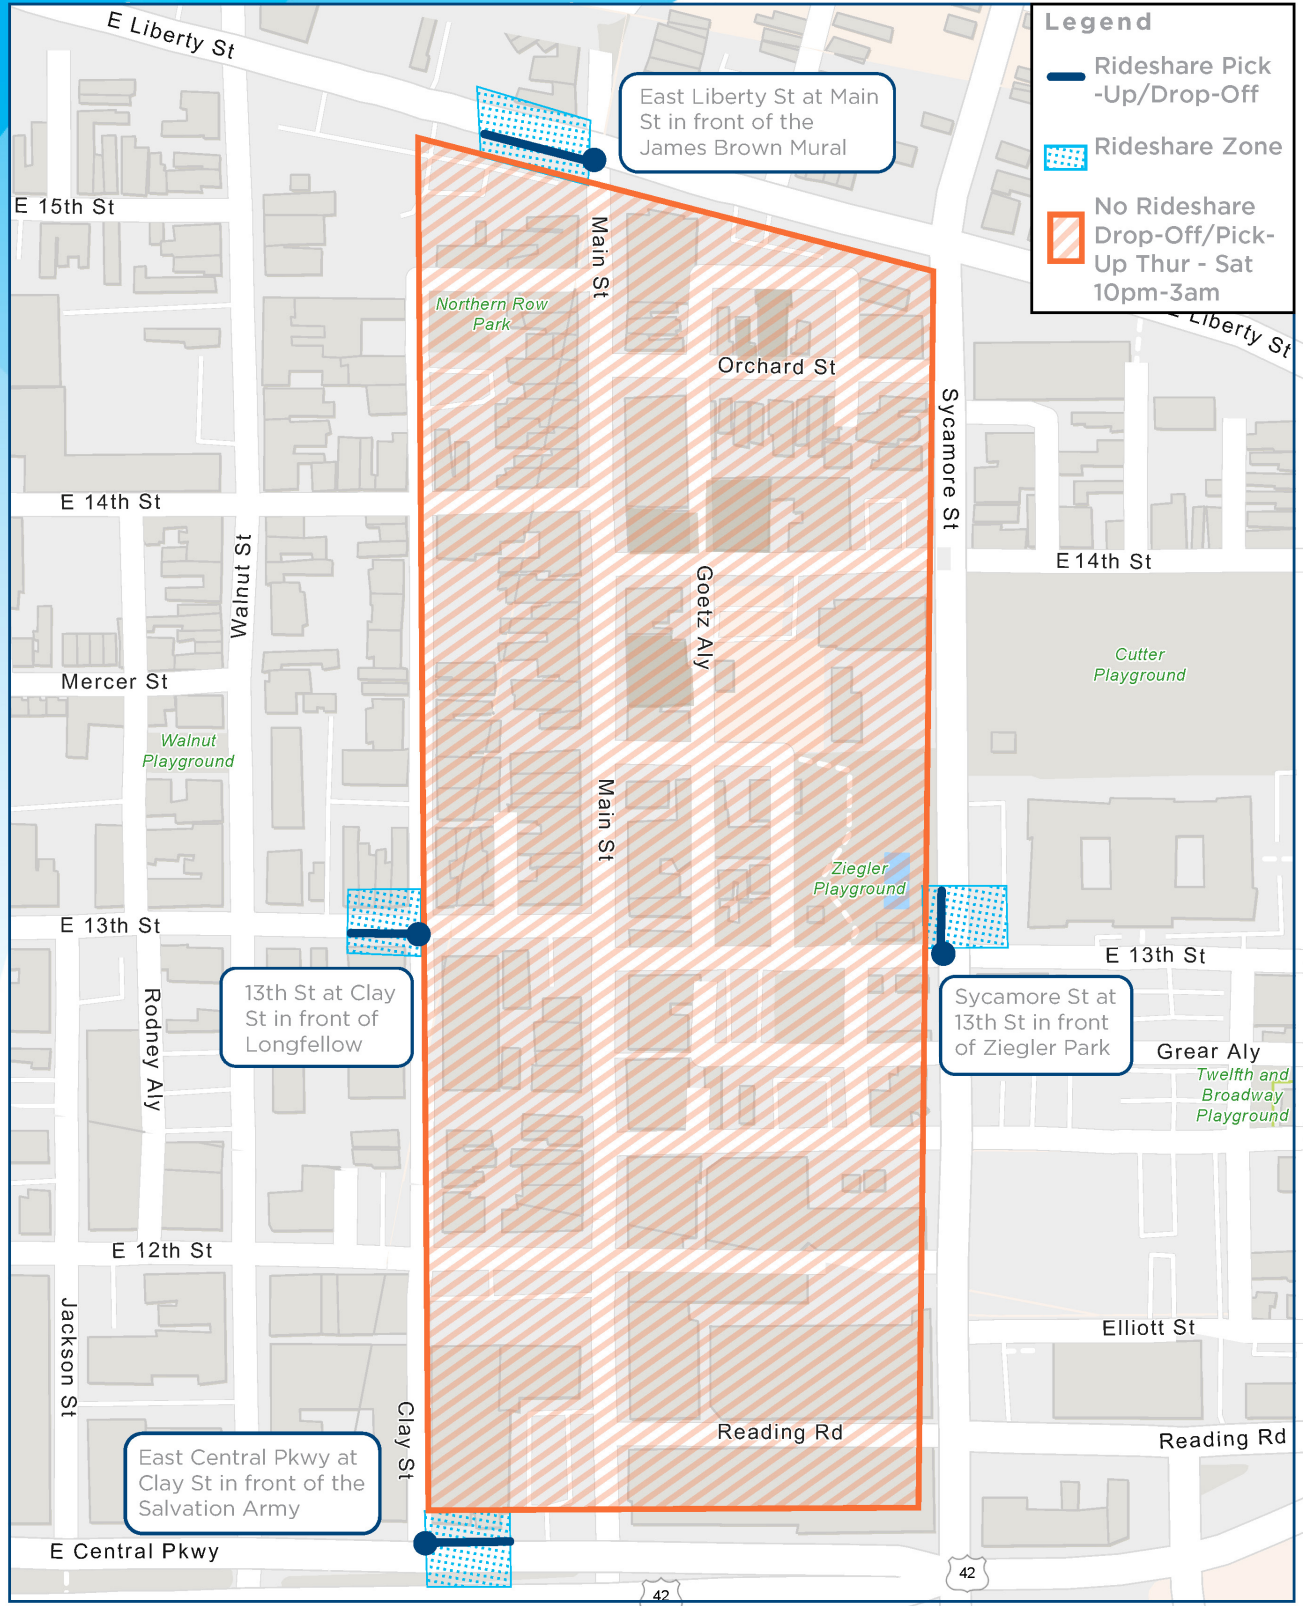 E Liberty St
Legend
Rideshare Pick
-Up/Drop-Off
Rideshare Zone
No Rideshare
Drop-Off/Pick-
Up Thur - Sat
10pm-3am
East Liberty St at Main
St in front of the
James Brown Mural
E 15th St
Main St
Northern Row
Park
E Liberty St
Orchard St
Sycamore St
E 14th St
Walnut St
E 14th St
Goetz Aly
Cutter
Playground
Mercer St
Walnut
Playground
Main St
Ziegler
Playground
E 13th St
E 13th St
13th St at Clay
St in front of
Longfellow
Sycamore St at
13th St in front
of Ziegler Park
Rodney Aly
Grear Aly
Twelfth and
Broadway
Playground
E 12th St
Jackson St
Elliott St
Clay St
Reading Rd
Reading Rd
East Central Pkwy at
Clay St in front of the
Salvation Army
E Central Pkwy
42
42